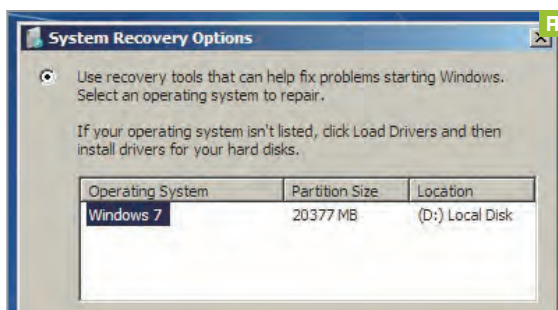 System Recovery Options
Use recovery tools that can help fix problems starting Windows.
Select an operating system to repair.
If your operating system isn't listed, click Load Drivers and then
install drivers for your hard disks.
Operating System Partition Size Location
Windows 7 20377 MB (D:) Local Disk